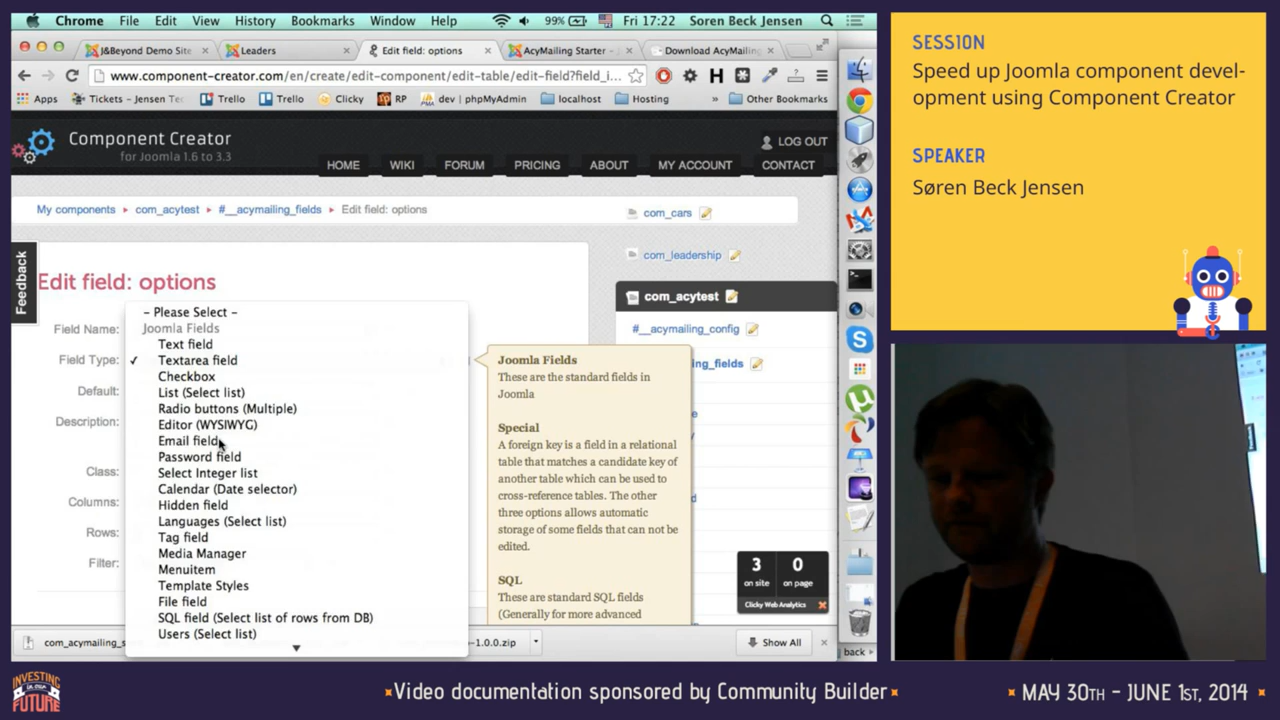 Chrome File Edit View History Bookmarks Window Help 99% Fri 17:22 Soren Beck Jensen
J&Beyond Demo Site Leaders Edit field: options AcyMailing Starter - J Download AcyMailing
www.component-creator.com/en/create/edit-component/edit-table/edit-field?field_i...
Apps Tickets - Jensen Te Trello Trello Clicky RP dev | phpMyAdmin localhost Hosting » Other Bookmarks
Component Creator
for Joomla 1.6 to 3.3
LOG OUT
HOME WIKI FORUM PRICING ABOUT MY ACCOUNT CONTACT
My components com_acytest #__acymailing_fields Edit field: options
com_cars
com_leadership
com_acytest
#__acymailing_config
ing_fields
Feedback
Edit field: options
Field Name:
Field Type:
Default:
Description:
Class:
Columns:
Rows:
Filter:
- Please Select -
Joomla Fields
Text field
✓ Textarea field
Checkbox
List (Select list)
Radio buttons (Multiple)
Editor (WYSIWYG)
Email field
Password field
Select Integer list
Calendar (Date selector)
Hidden field
Languages (Select list)
Tag field
Media Manager
Menuitem
Template Styles
File field
SQL field (Select list of rows from DB)
Users (Select list)
Joomla Fields
These are the standard fields in
Joomla
Special
A foreign key is a field in a relational
table that matches a candidate key of
another table which can be used to
cross-reference tables. The other
three options allows automatic
storage of some fields that can not be
edited.
SQL
These are standard SQL fields
(Generally for more advanced
3 0
on site on page
Clicky Web Analytics
com_acymailing_s -1.0.0.zip Show All
back
SESSION
Speed up Joomla component devel-
opment using Component Creator
SPEAKER
Søren Beck Jensen
INVESTING
IN OUR
FUTURE
Video documentation sponsored by Community Builder
MAY 30TH - JUNE 1ST, 2014